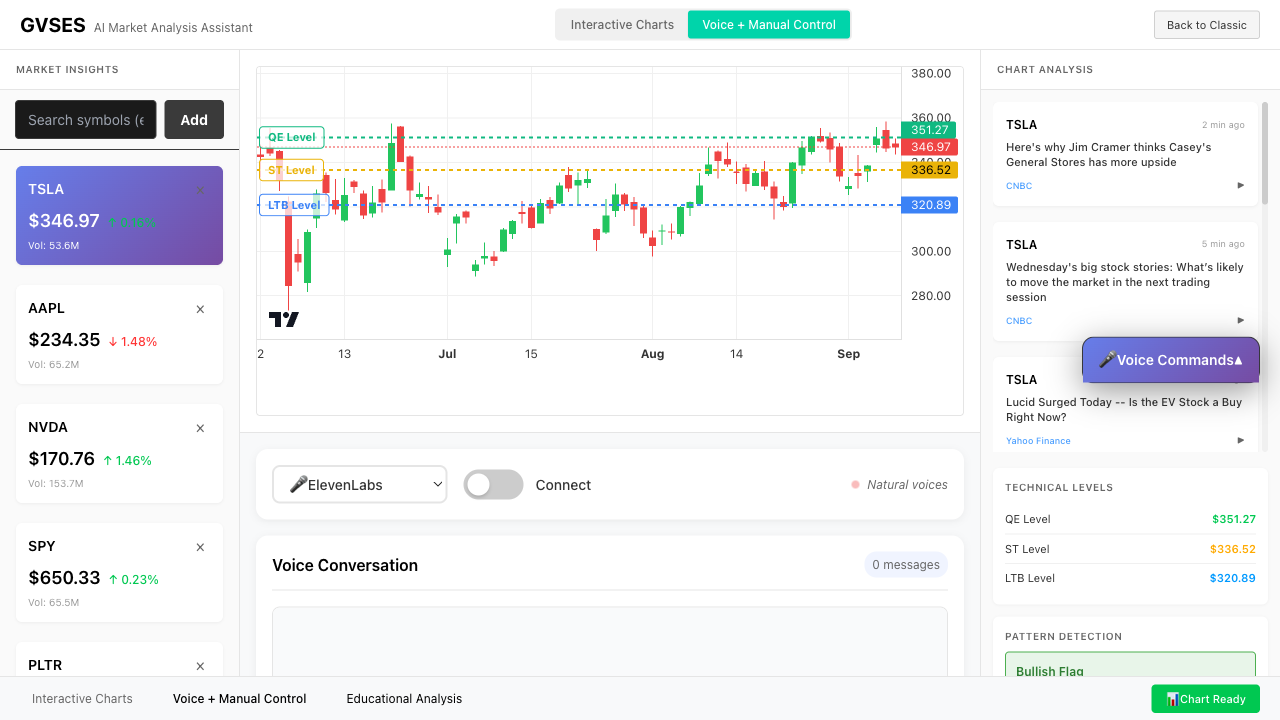 GVSES AI Market Analysis Assistant
Interactive Charts
Voice + Manual Control
Back to Classic
MARKET INSIGHTS
Search symbols (e
Add
TSLA
$346.97 ↑ 0.16%
Vol: 53.6M
AAPL ×
$234.35 ↓ 1.48%
Vol: 65.2M
NVDA ×
$170.76 ↑ 1.46%
Vol: 153.7M
SPY ×
$650.33 ↑ 0.23%
Vol: 65.5M
PLTR ×
QE Level
ST Level
LTB Level
380.00
360.00
351.27
346.97
340.00
336.52
320.89
300.00
280.00
2 13 Jul 15 Aug 14 Sep
🎤ElevenLabs
Connect
Natural voices
Voice Conversation
0 messages
CHART ANALYSIS
TSLA 2 min ago
Here's why Jim Cramer thinks Casey's
General Stores has more upside
CNBC ▶
TSLA 5 min ago
Wednesday's big stock stories: What's likely
to move the market in the next trading
session
CNBC ▶
🎤Voice Commands▲
TSLA
Lucid Surged Today -- Is the EV Stock a Buy
Right Now?
Yahoo Finance ▶
TECHNICAL LEVELS
QE Level $351.27
ST Level $336.52
LTB Level $320.89
PATTERN DETECTION
Bullish Flag
Interactive Charts
Voice + Manual Control
Educational Analysis
📊Chart Ready